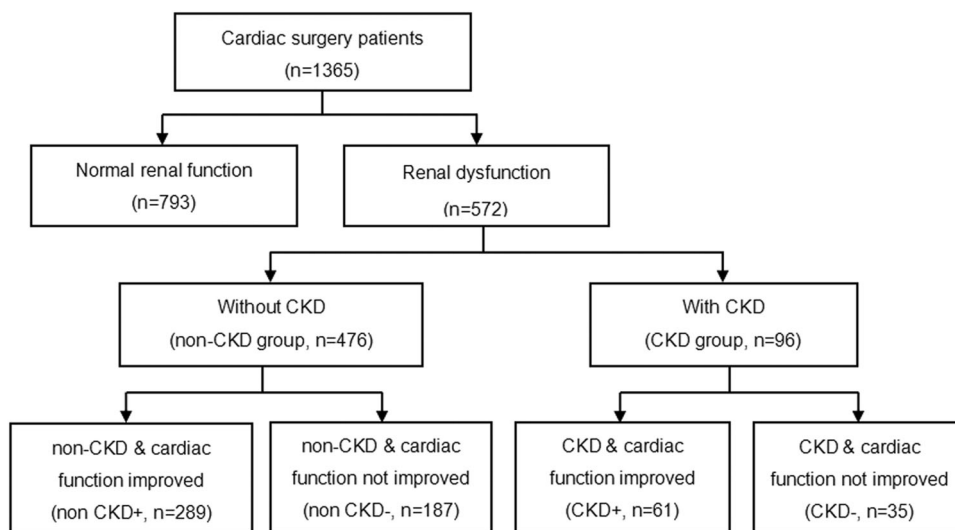 Cardiac surgery patients
(n=1365)
Normal renal function
(n=793)
Renal dysfunction
(n=572)
Without CKD
(non-CKD group, n=476)
With CKD
(CKD group, n=96)
non-CKD & cardiac
function improved
(non CKD+, n=289)
non-CKD & cardiac
function not improved
(non CKD-, n=187)
CKD & cardiac
function improved
(CKD+, n=61)
CKD & cardiac
function not improved
(CKD-, n=35)